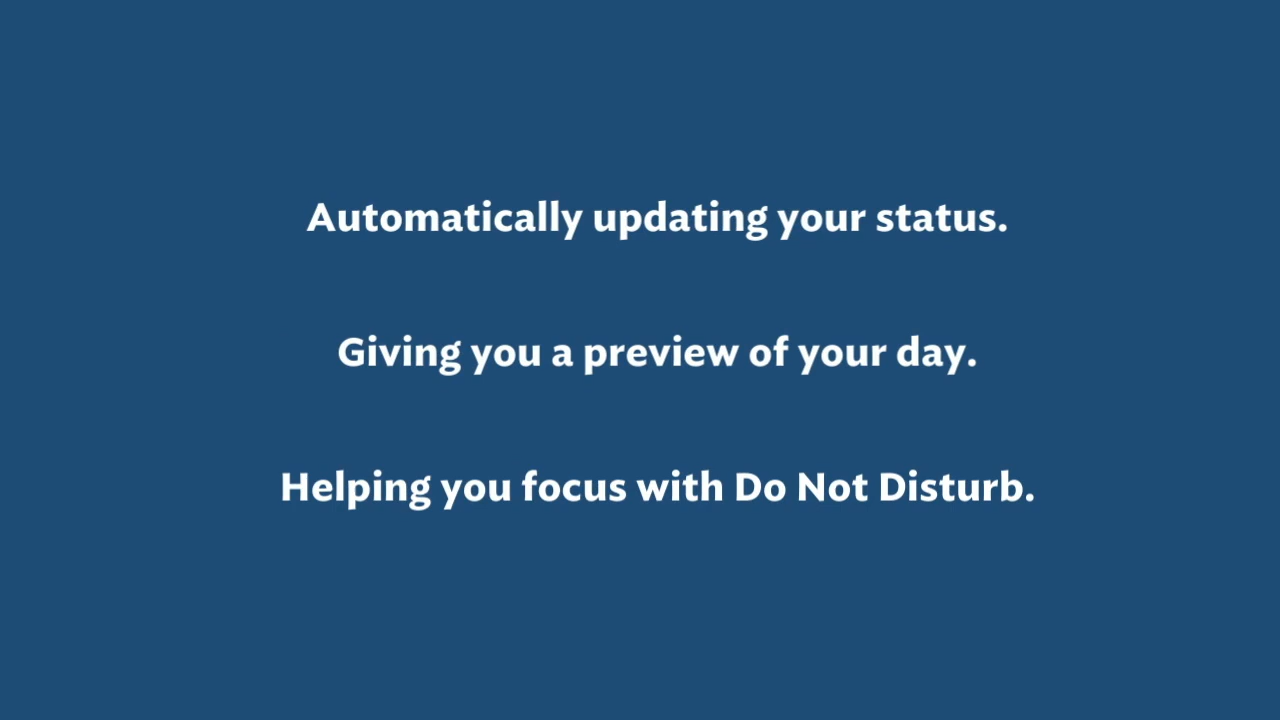 Automatically updating your status.
Giving you a preview of your day.
Helping you focus with Do Not Disturb.